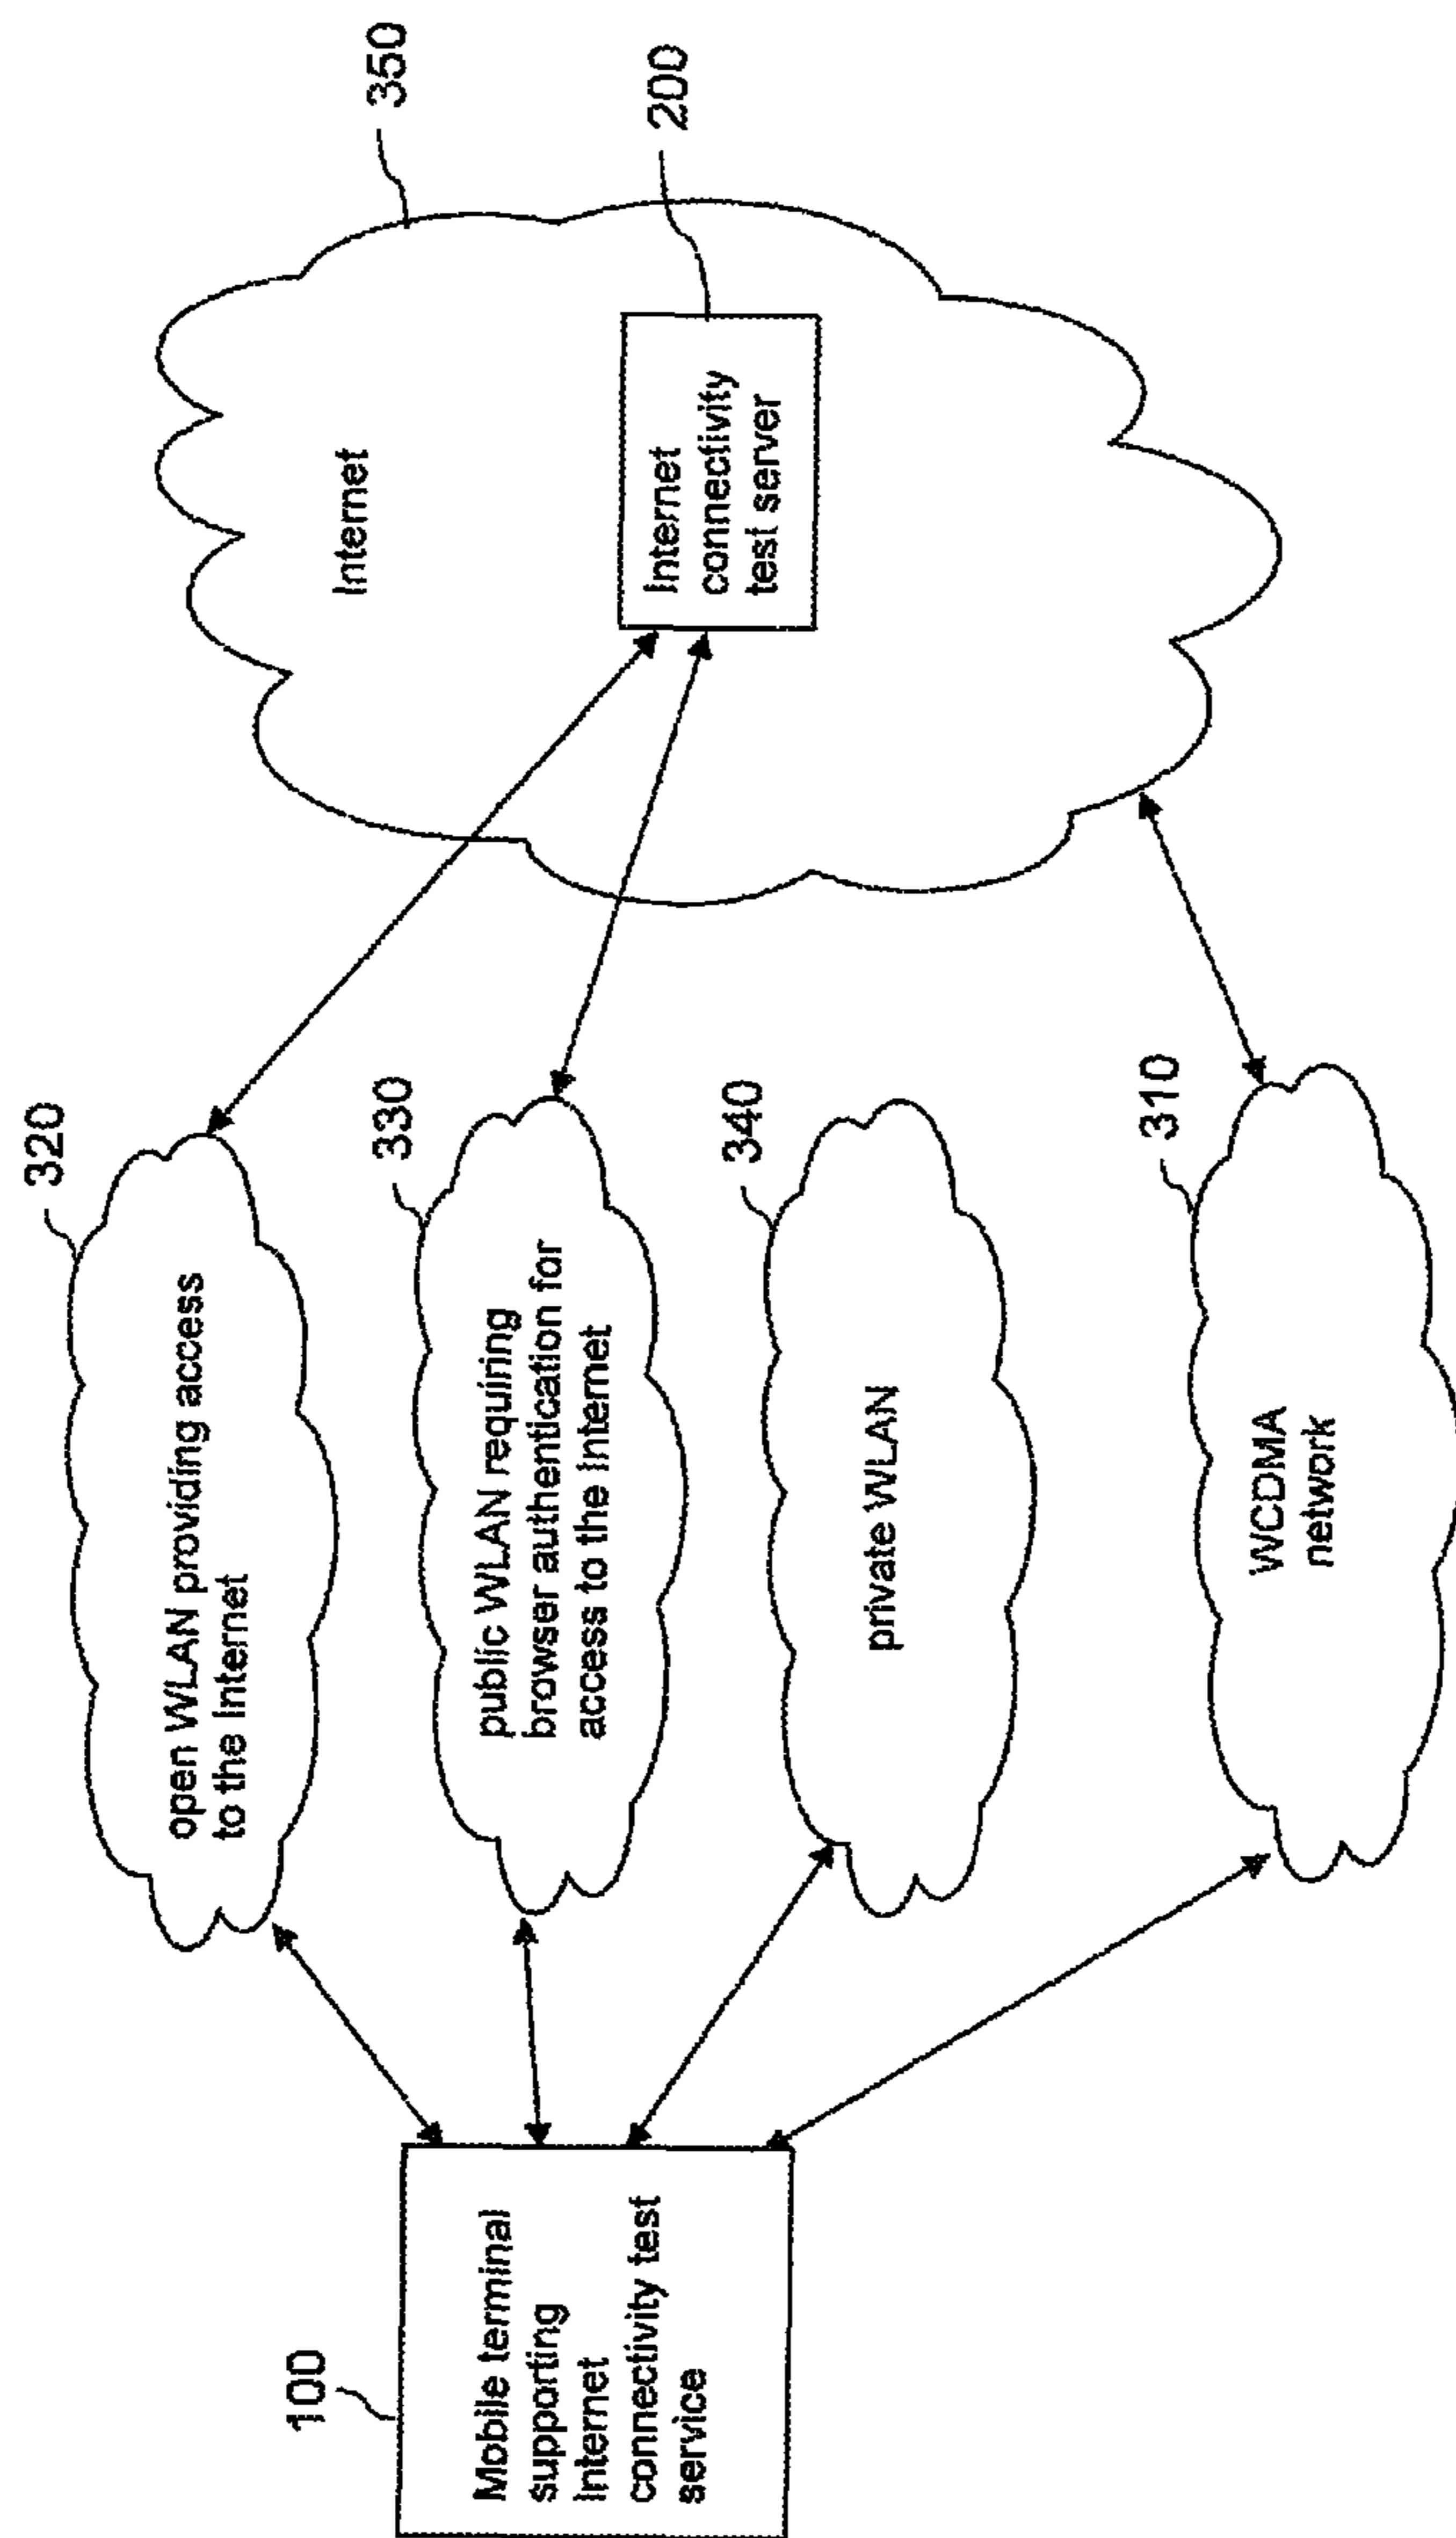 320
open WLAN providing access
to the Internet
330
public WLAN requiring
browser authentication for
access to the Internet
340
private WLAN
310
WCDMA
network
100
Mobile terminal
supporting
Internet
connectivity test
service
350
Internet
200
Internet
connectivity
test server